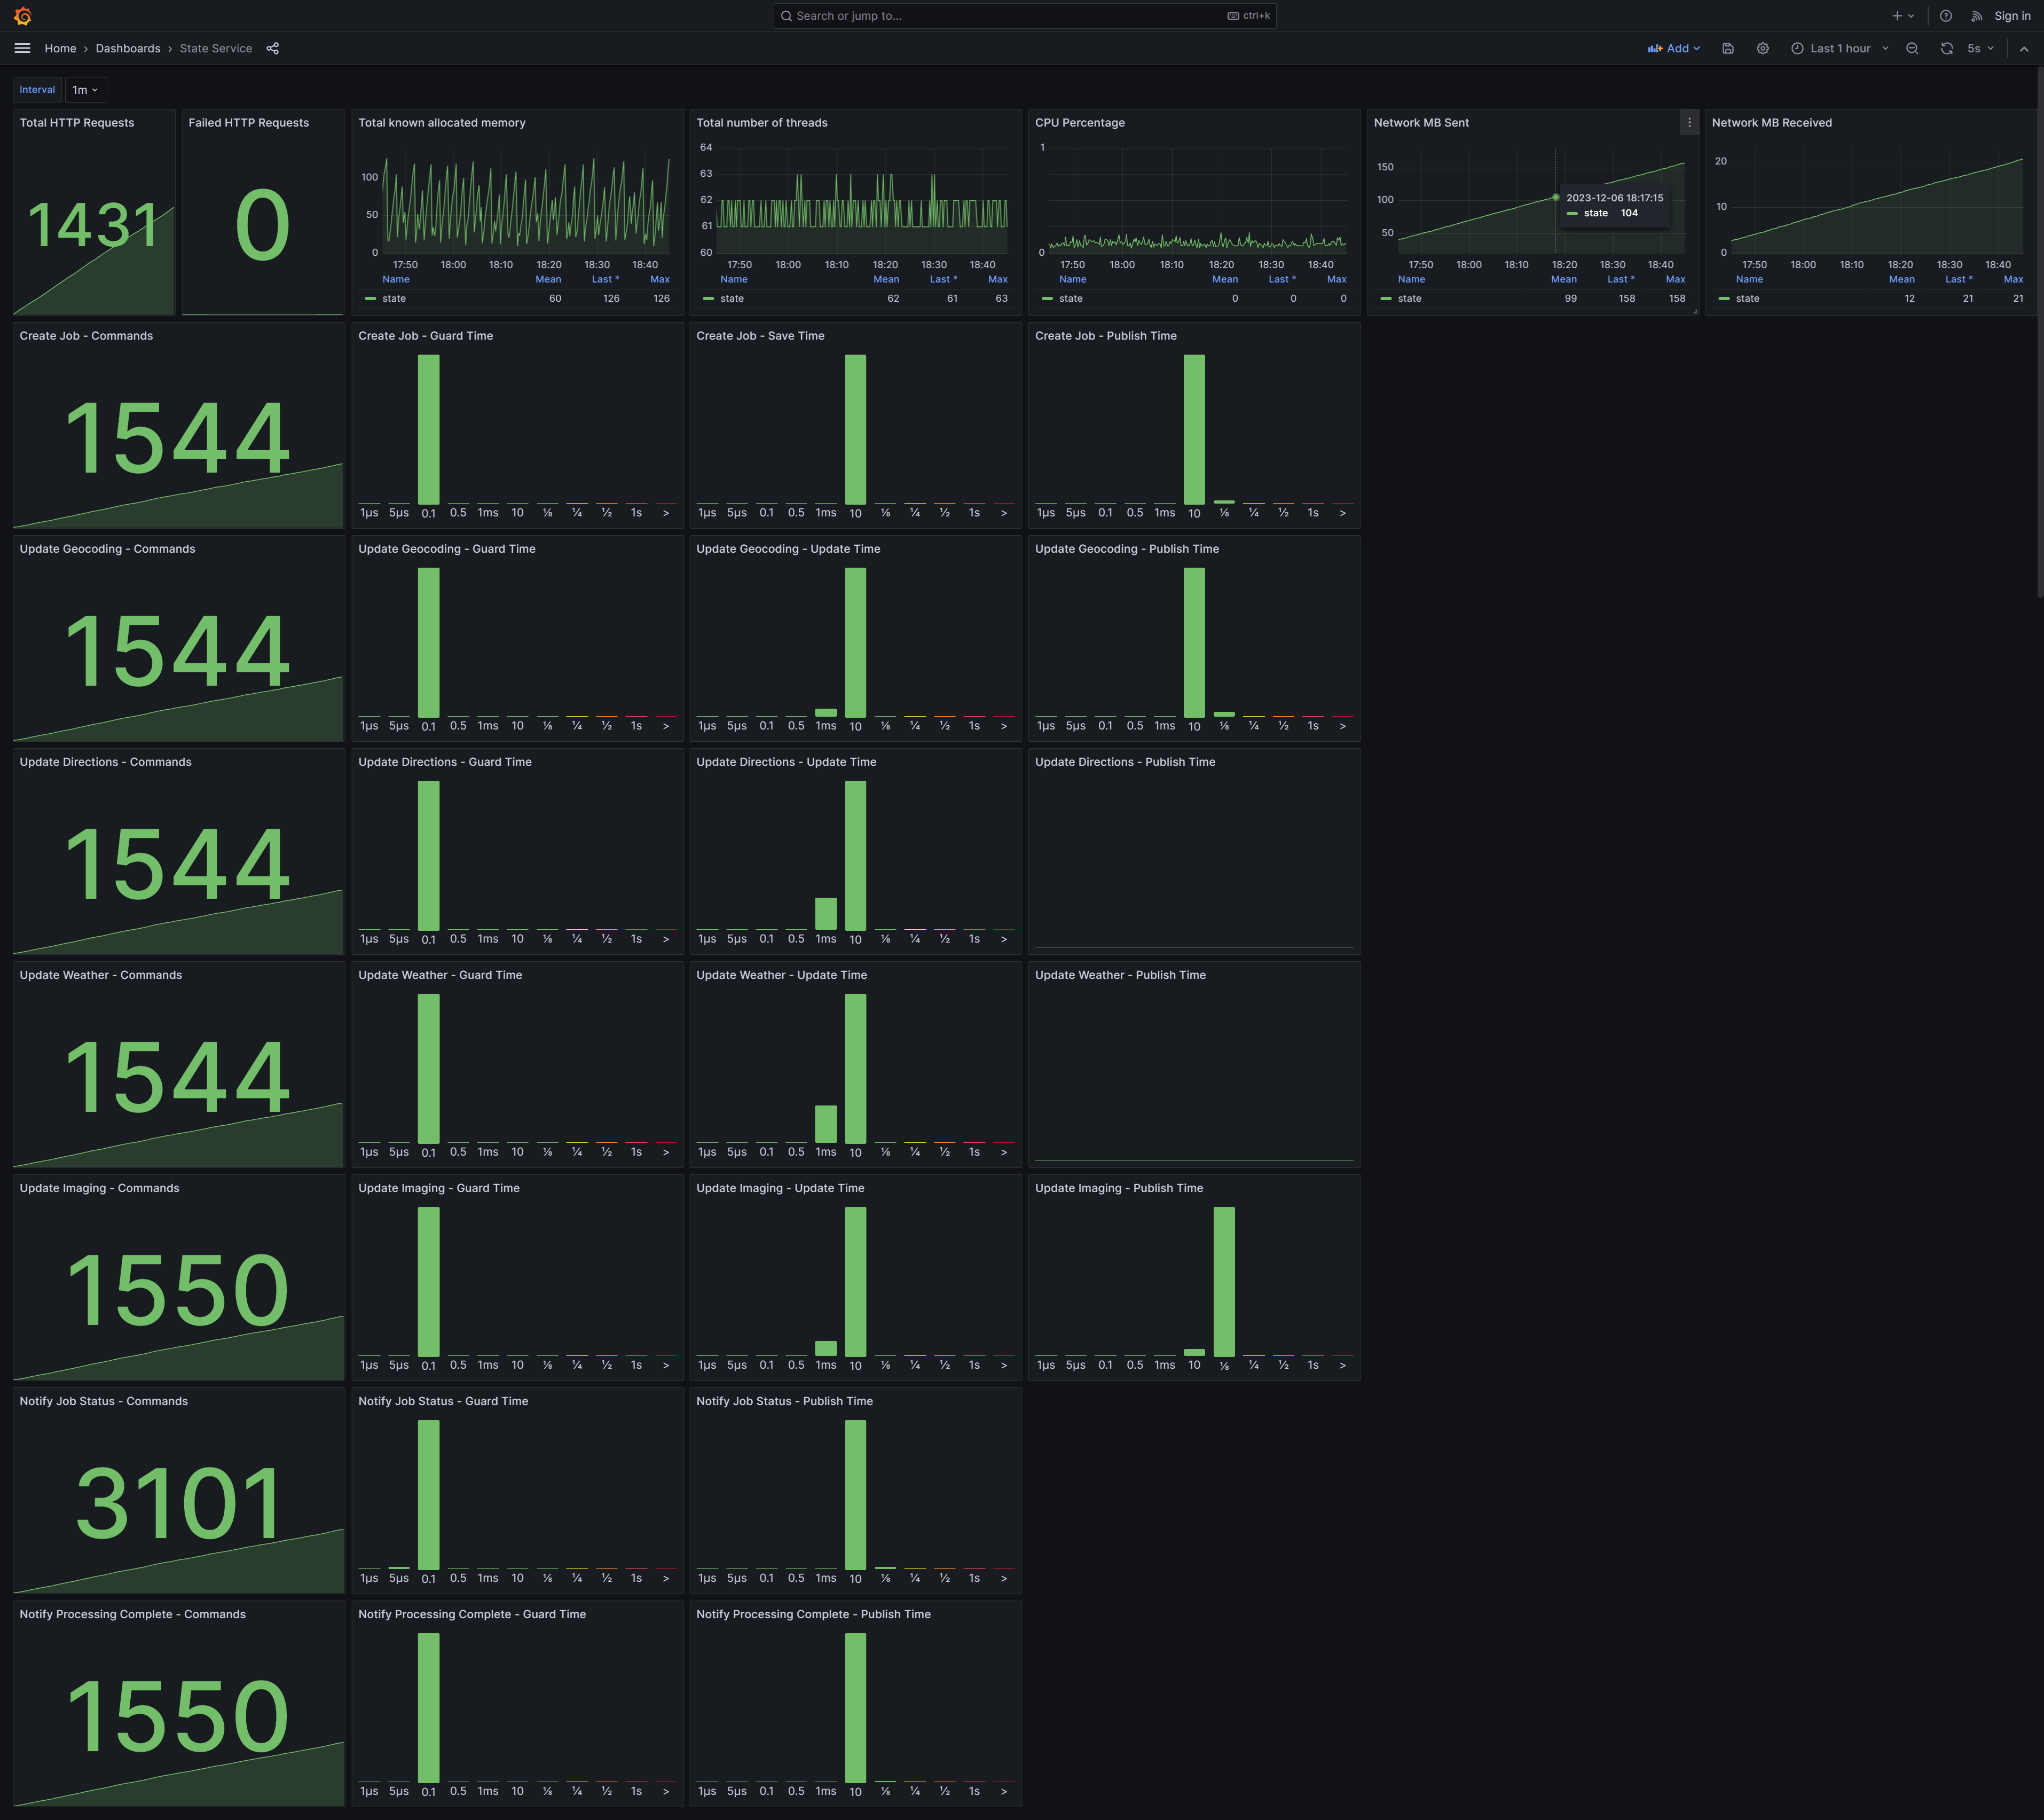 Search or jump to...
ctrl+k
Sign in
Home › Dashboards › State Service
Add
Last 1 hour
5s
Interval
1m
Total HTTP Requests
1431
Failed HTTP Requests
0
Total known allocated memory
100
50
0
17:50 18:00 18:10 18:20 18:30 18:40
Name Mean Last * Max
state 60 126 126
Total number of threads
64
63
62
61
60
17:50 18:00 18:10 18:20 18:30 18:40
Name Mean Last * Max
state 62 61 63
CPU Percentage
1
0
17:50 18:00 18:10 18:20 18:30 18:40
Name Mean Last * Max
state 0 0 0
Network MB Sent
150
100
50
2023-12-06 18:17:15
state 104
17:50 18:00 18:10 18:20 18:30 18:40
Name Mean Last * Max
state 99 158 158
Network MB Received
20
10
0
17:50 18:00 18:10 18:20 18:30 18:40
Name Mean Last * Max
state 12 21 21
Create Job - Commands
1544
Create Job - Guard Time
1µs 5µs 0.1 0.5 1ms 10 ⅛ ¼ ½ 1s >
Create Job - Save Time
1µs 5µs 0.1 0.5 1ms 10 ⅛ ¼ ½ 1s >
Create Job - Publish Time
1µs 5µs 0.1 0.5 1ms 10 ⅛ ¼ ½ 1s >
Update Geocoding - Commands
1544
Update Geocoding - Guard Time
1µs 5µs 0.1 0.5 1ms 10 ⅛ ¼ ½ 1s >
Update Geocoding - Update Time
1µs 5µs 0.1 0.5 1ms 10 ⅛ ¼ ½ 1s >
Update Geocoding - Publish Time
1µs 5µs 0.1 0.5 1ms 10 ⅛ ¼ ½ 1s >
Update Directions - Commands
1544
Update Directions - Guard Time
1µs 5µs 0.1 0.5 1ms 10 ⅛ ¼ ½ 1s >
Update Directions - Update Time
1µs 5µs 0.1 0.5 1ms 10 ⅛ ¼ ½ 1s >
Update Directions - Publish Time
Update Weather - Commands
1544
Update Weather - Guard Time
1µs 5µs 0.1 0.5 1ms 10 ⅛ ¼ ½ 1s >
Update Weather - Update Time
1µs 5µs 0.1 0.5 1ms 10 ⅛ ¼ ½ 1s >
Update Weather - Publish Time
Update Imaging - Commands
1550
Update Imaging - Guard Time
1µs 5µs 0.1 0.5 1ms 10 ⅛ ¼ ½ 1s >
Update Imaging - Update Time
1µs 5µs 0.1 0.5 1ms 10 ⅛ ¼ ½ 1s >
Update Imaging - Publish Time
1µs 5µs 0.1 0.5 1ms 10 ⅛ ¼ ½ 1s >
Notify Job Status - Commands
3101
Notify Job Status - Guard Time
1µs 5µs 0.1 0.5 1ms 10 ⅛ ¼ ½ 1s >
Notify Job Status - Publish Time
1µs 5µs 0.1 0.5 1ms 10 ⅛ ¼ ½ 1s >
Notify Processing Complete - Commands
1550
Notify Processing Complete - Guard Time
1µs 5µs 0.1 0.5 1ms 10 ⅛ ¼ ½ 1s >
Notify Processing Complete - Publish Time
1µs 5µs 0.1 0.5 1ms 10 ⅛ ¼ ½ 1s >